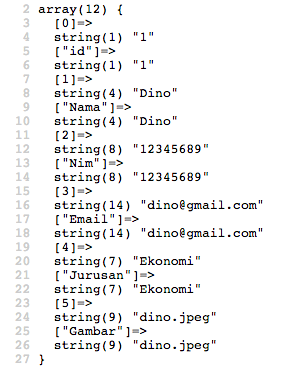 2 array(12) {
3 [0]=>
4 string(1) "1"
5 ["id"]=>
6 string(1) "1"
7 [1]=>
8 string(4) "Dino"
9 ["Nama"]=>
10 string(4) "Dino"
11 [2]=>
12 string(8) "12345689"
13 ["Nim"]=>
14 string(8) "12345689"
15 [3]=>
16 string(14) "dino@gmail.com"
17 ["Email"]=>
18 string(14) "dino@gmail.com"
19 [4]=>
20 string(7) "Ekonomi"
21 ["Jurusan"]=>
22 string(7) "Ekonomi"
23 [5]=>
24 string(9) "dino.jpeg"
25 ["Gambar"]=>
26 string(9) "dino.jpeg"
27 }